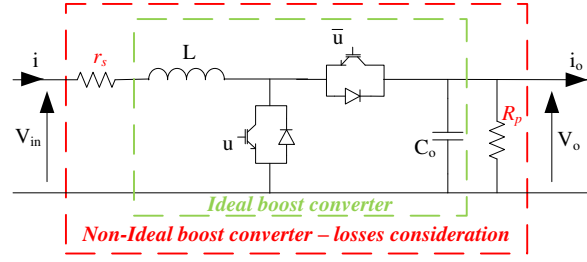 i
r_s
L
u̅
i_o
V_in
u
C_o
R_p
V_o
Ideal boost converter
Non-Ideal boost converter – losses consideration